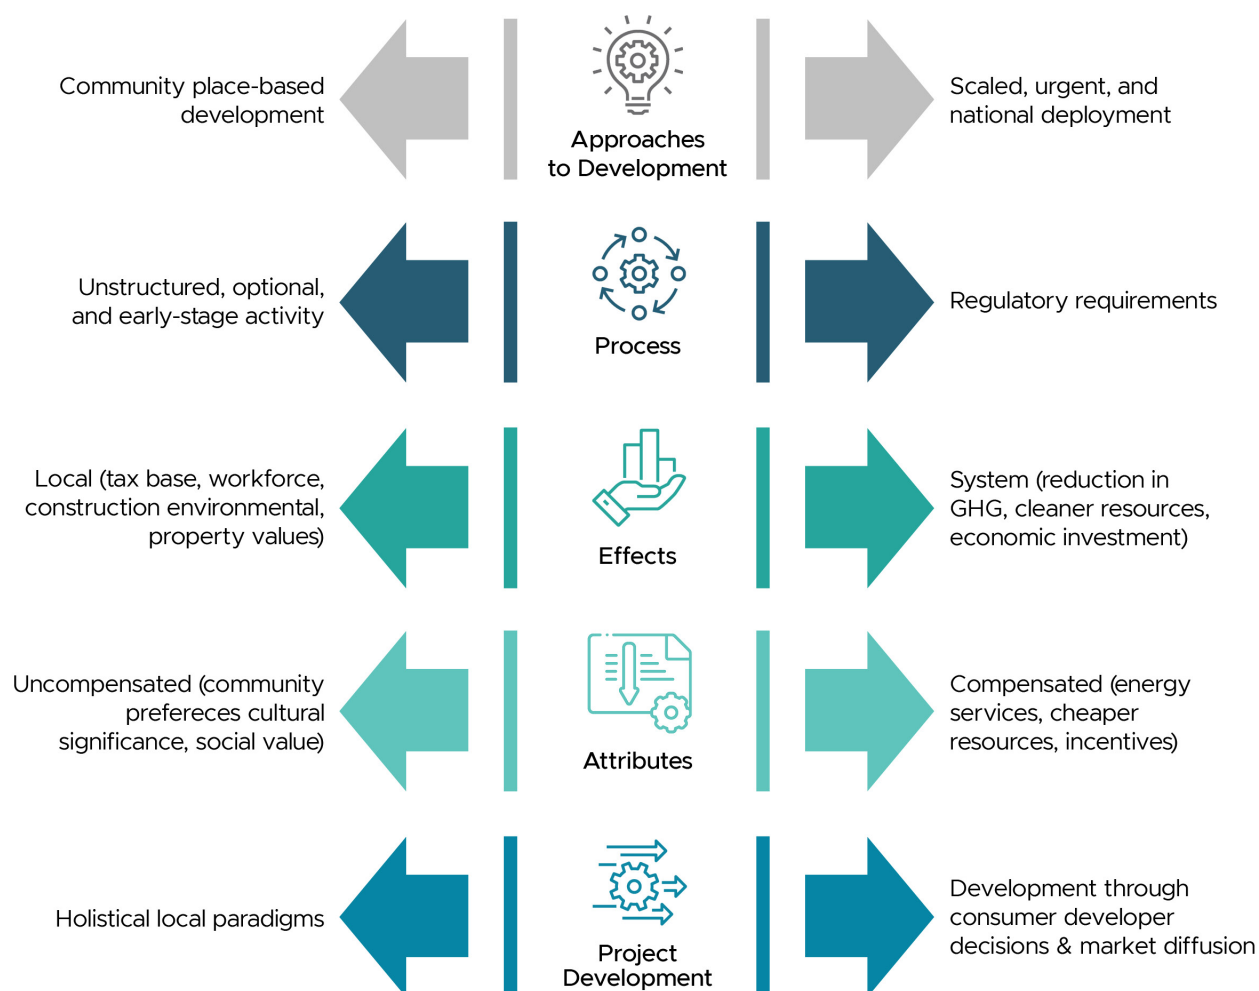 Community place-based
development
Approaches
to Development
Scaled, urgent, and
national deployment
Unstructured, optional,
and early-stage activity
Process
Regulatory requirements
Local (tax base, workforce,
construction environmental,
property values)
Effects
System (reduction in
GHG, cleaner resources,
economic investment)
Uncompensated (community
prefereces cultural
significance, social value)
Attributes
Compensated (energy
services, cheaper
resources, incentives)
Holistical local paradigms
Project
Development
Development through
consumer developer
decisions & market diffusion